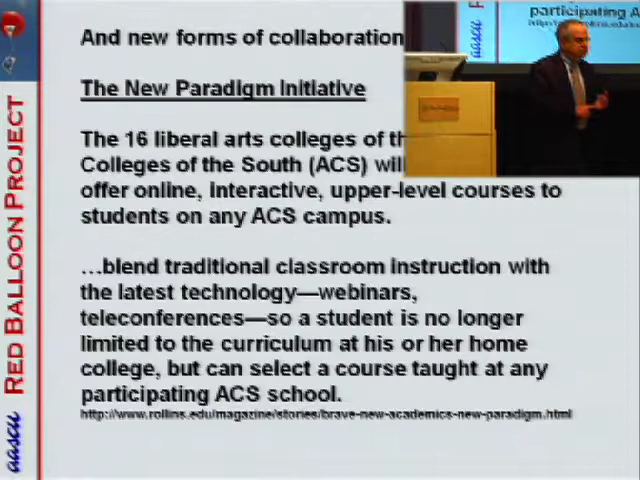 And new forms of collaboration
The New Paradigm Initiative
The 16 liberal arts colleges of
Colleges of the South (ACS)
offer online, interactive, upper-level courses to
students on any ACS campus.
…blend traditional classroom instruction with
the latest technology—webinars,
teleconferences—so a student is no longer
limited to the curriculum at his or her home
college, but can select a course taught at any
participating ACS school.
http://www.rollins.edu/magazine/stories/brave-new-academics-new-paradigm.html
aascu RED BALLOON PROJECT
participating
aascu